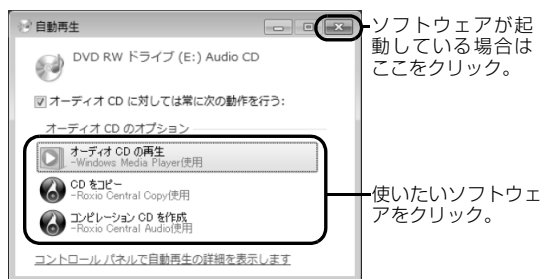 自動再生
DVD RW ドライブ (E:) Audio CD
オーディオ CD に対しては常に次の動作を行う:
オーディオ CD のオプション
オーディオ CD の再生
-Windows Media Player使用
CD をコピー
-Roxio Central Copy使用
コンピレーション CD を作成
-Roxio Central Audio使用
コントロール パネルで自動再生の詳細を表示します
ソフトウェアが起
動している場合は
ここをクリック。
使いたいソフトウェ
アをクリック。